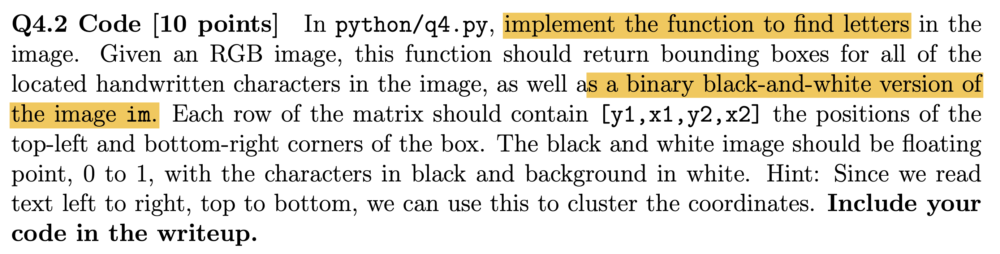 Q4.2 Code [10 points] In python/q4.py, implement the function to find letters in the
image. Given an RGB image, this function should return bounding boxes for all of the
located handwritten characters in the image, as well as a binary black-and-white version of
the image im. Each row of the matrix should contain [y1,x1,y2,x2] the positions of the
top-left and bottom-right corners of the box. The black and white image should be floating
point, 0 to 1, with the characters in black and background in white. Hint: Since we read
text left to right, top to bottom, we can use this to cluster the coordinates. Include your
code in the writeup.